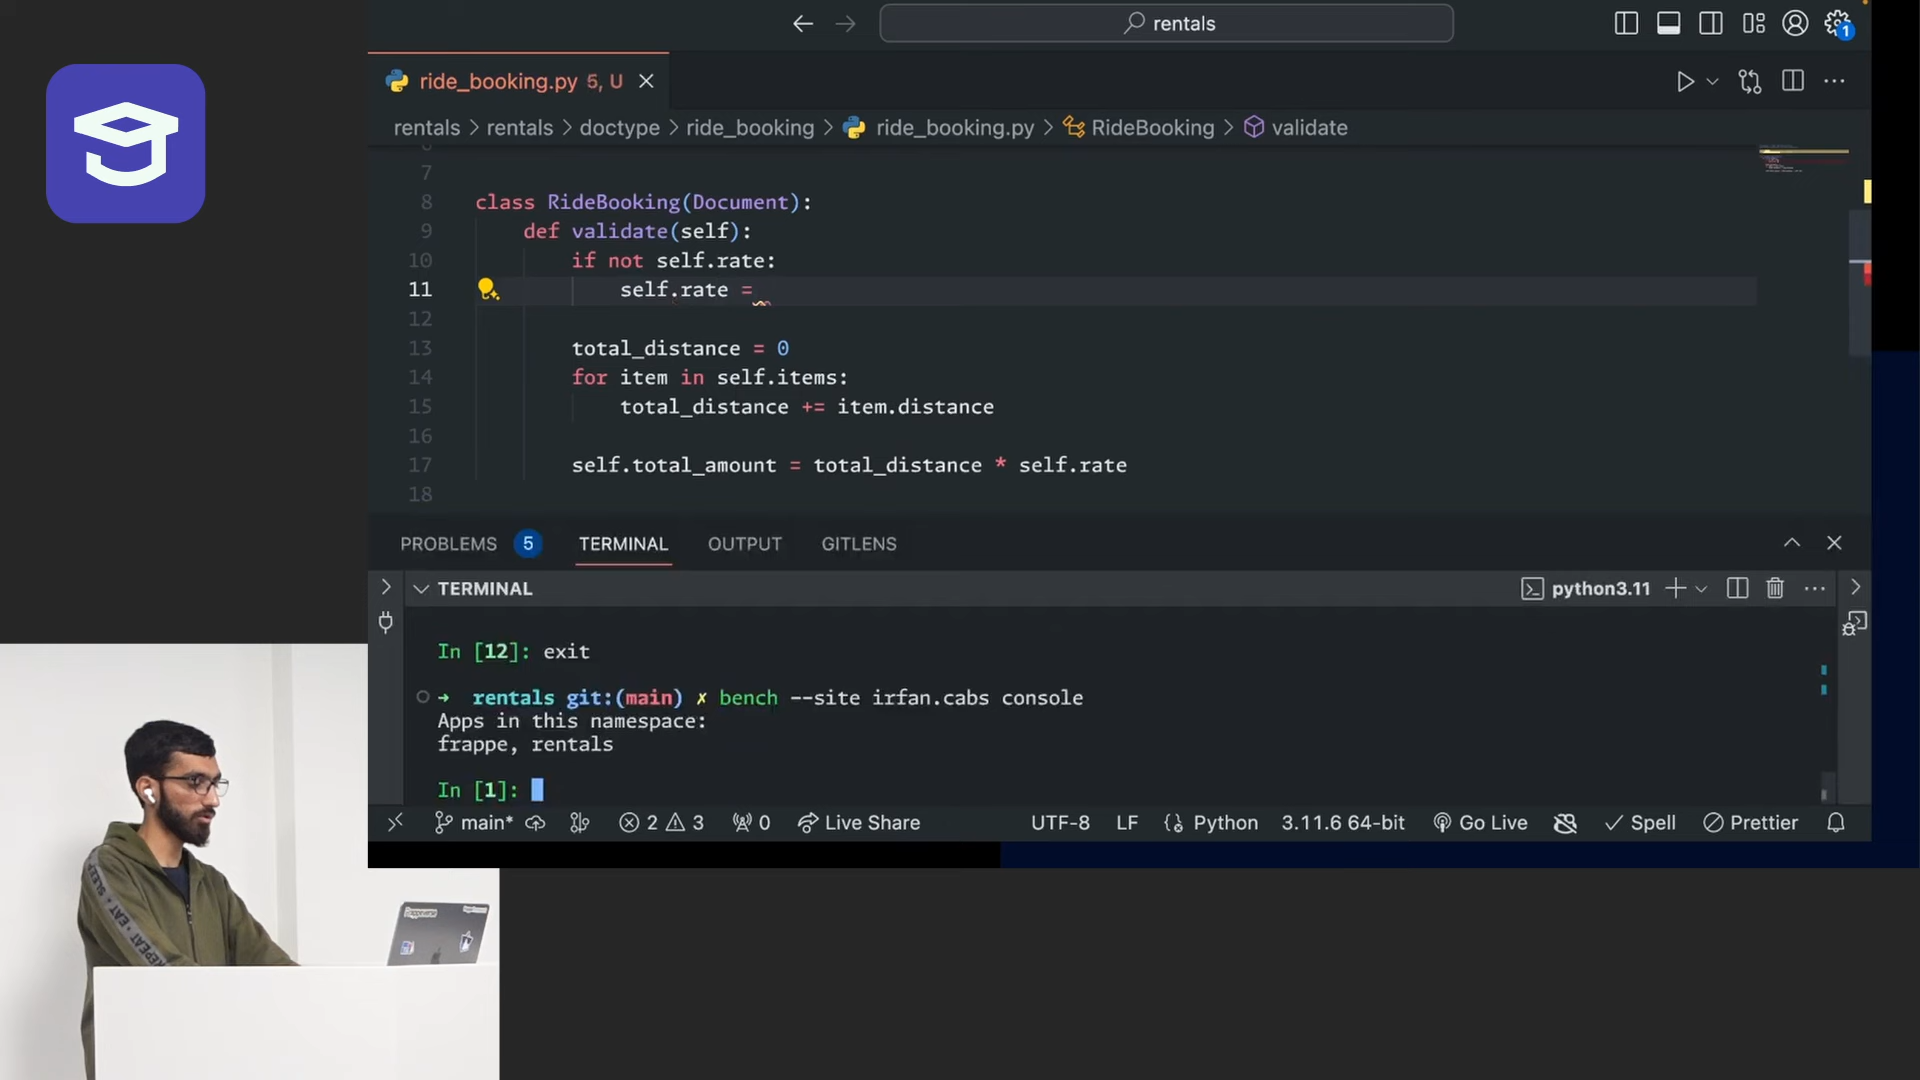 rentals
1
ride_booking.py 5, U
rentals > rentals > doctype > ride_booking > ride_booking.py > RideBooking > validate
7
8 class RideBooking(Document):
9 def validate(self):
10 if not self.rate:
11 self.rate =
12
13 total_distance = 0
14 for item in self.items:
15 total_distance += item.distance
16
17 self.total_amount = total_distance * self.rate
18
PROBLEMS 5 TERMINAL OUTPUT GITLENS
TERMINAL python3.11
In [12]: exit
➜ rentals git:(main) ✗ bench --site irfan.cabs console
Apps in this namespace:
frappe, rentals
In [1]:
main* 2 3 0 Live Share UTF-8 LF Python 3.11.6 64-bit Go Live Spell Prettier
SLEEP • EAT • REPEAT